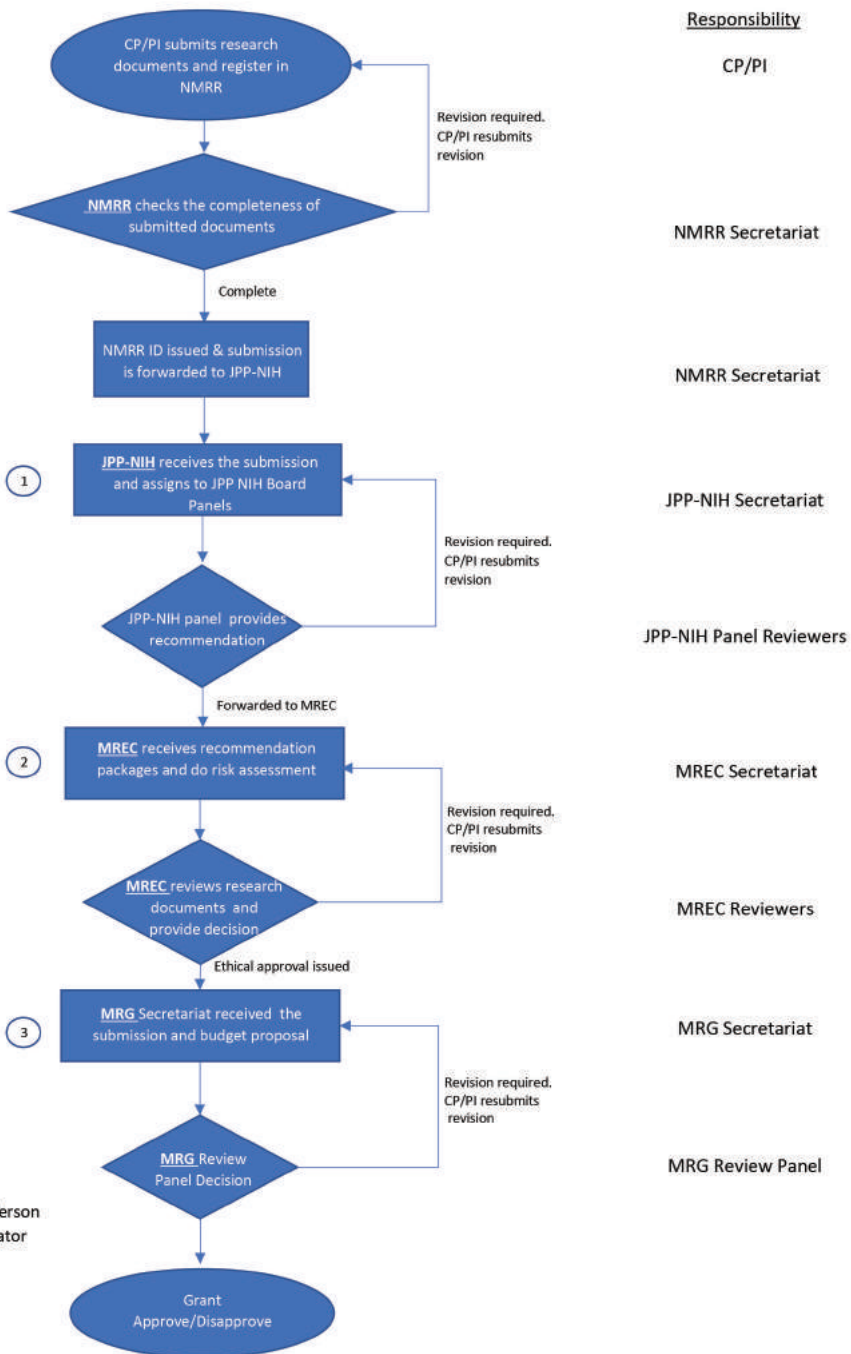 Responsibility
CP/PI submits research
documents and register in
NMRR
CP/PI
Revision required.
CP/PI resubmits
revision
NMRR checks the completeness of
submitted documents
NMRR Secretariat
Complete
NMRR ID issued & submission
is forwarded to JPP-NIH
NMRR Secretariat
1
JPP-NIH receives the submission
and assigns to JPP NIH Board
Panels
JPP-NIH Secretariat
Revision required.
CP/PI resubmits
revision
JPP-NIH panel provides
recommendation
JPP-NIH Panel Reviewers
Forwarded to MREC
2
MREC receives recommendation
packages and do risk assessment
MREC Secretariat
Revision required.
CP/PI resubmits
revision
MREC reviews research
documents and
provide decision
MREC Reviewers
Ethical approval issued
3
MRG Secretariat received the
submission and budget proposal
MRG Secretariat
Revision required.
CP/PI resubmits
revision
MRG Review
Panel Decision
MRG Review Panel
Grant
Approve/Disapprove